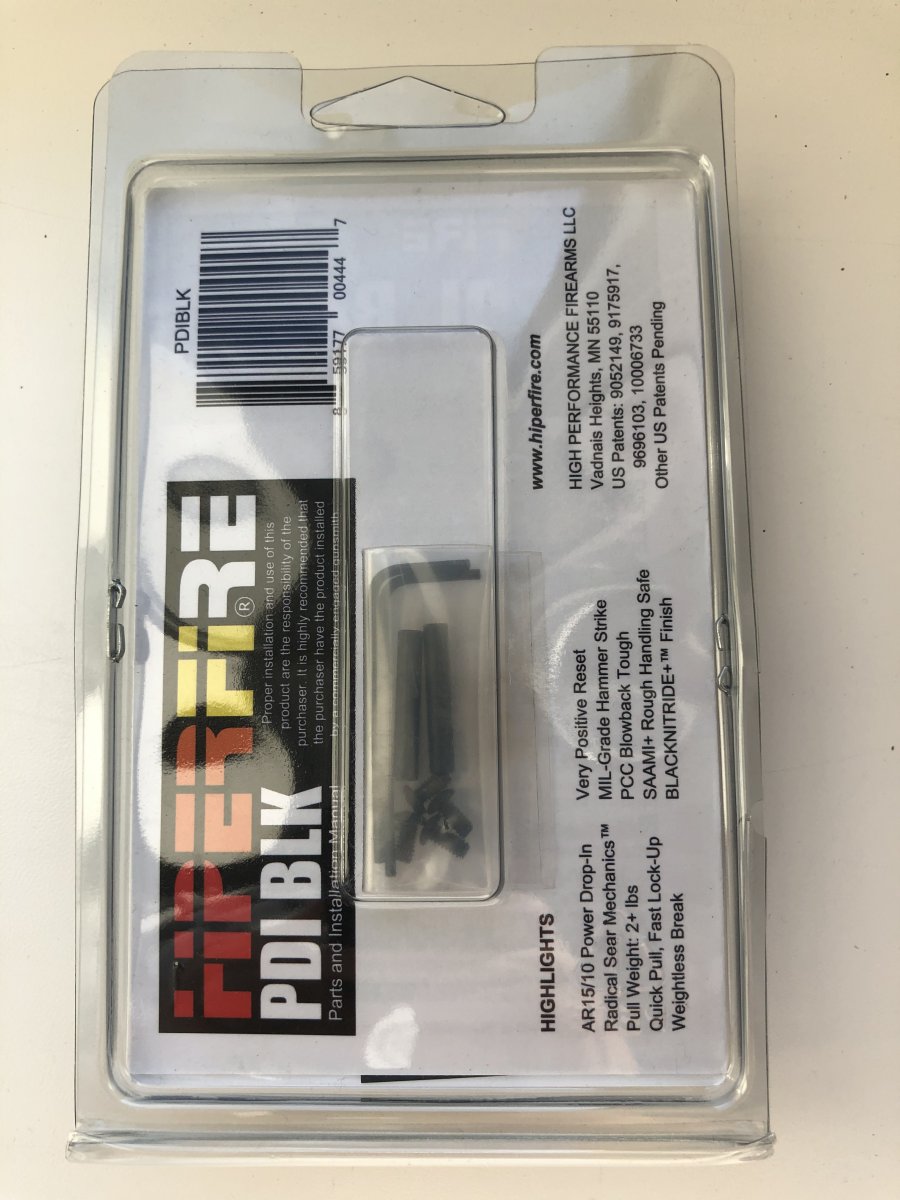 HIPERFIRE®
PDI BLK
Parts and Installation Manual
Proper installation and use of this
product are the responsibility of the
purchaser. It is highly recommended that
the purchaser have the product installed
by a commercially engaged gunsmith
PDIBLK
8 59177 00444 7
HIGHLIGHTS
AR15/10 Power Drop-In
Radical Sear Mechanics™
Pull Weight: 2+ lbs
Quick Pull, Fast Lock-Up
Weightless Break
Very Positive Reset
MIL-Grade Hammer Strike
PCC Blowback Tough
SAAMI+ Rough Handling Safe
BLACKNITRIDE+™ Finish
www.hiperfire.com
HIGH PERFORMANCE FIREARMS LLC
Vadnais Heights, MN 55110
US Patents: 9052149, 9175917,
9696103, 10006733
Other US Patents Pending